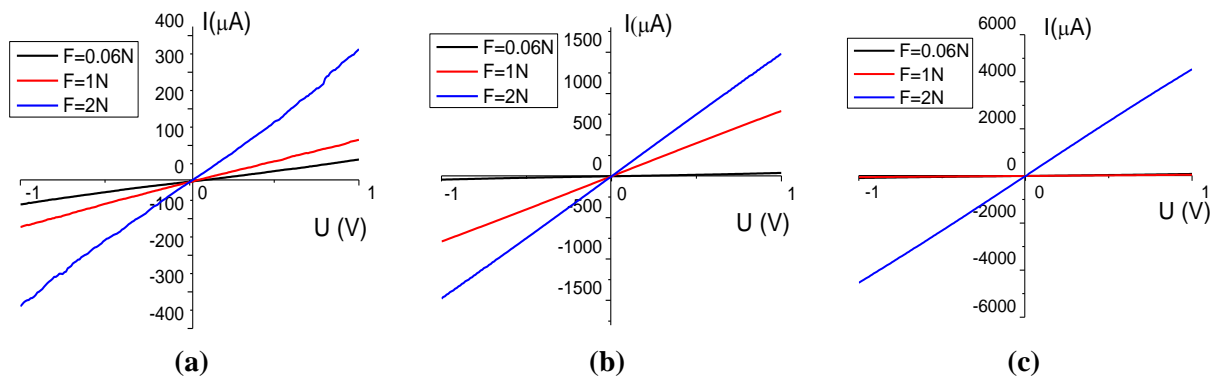 I(μA)
400
300
200
100
0
-100
-200
-300
-400
-1
0
1
U (V)
F=0.06N
F=1N
F=2N
(a)
I(μA)
1500
1000
500
0
-500
-1000
-1500
-1
0
1
U (V)
F=0.06N
F=1N
F=2N
(b)
I(μA)
6000
4000
2000
0
-2000
-4000
-6000
-1
0
1
U (V)
F=0.06N
F=1N
F=2N
(c)